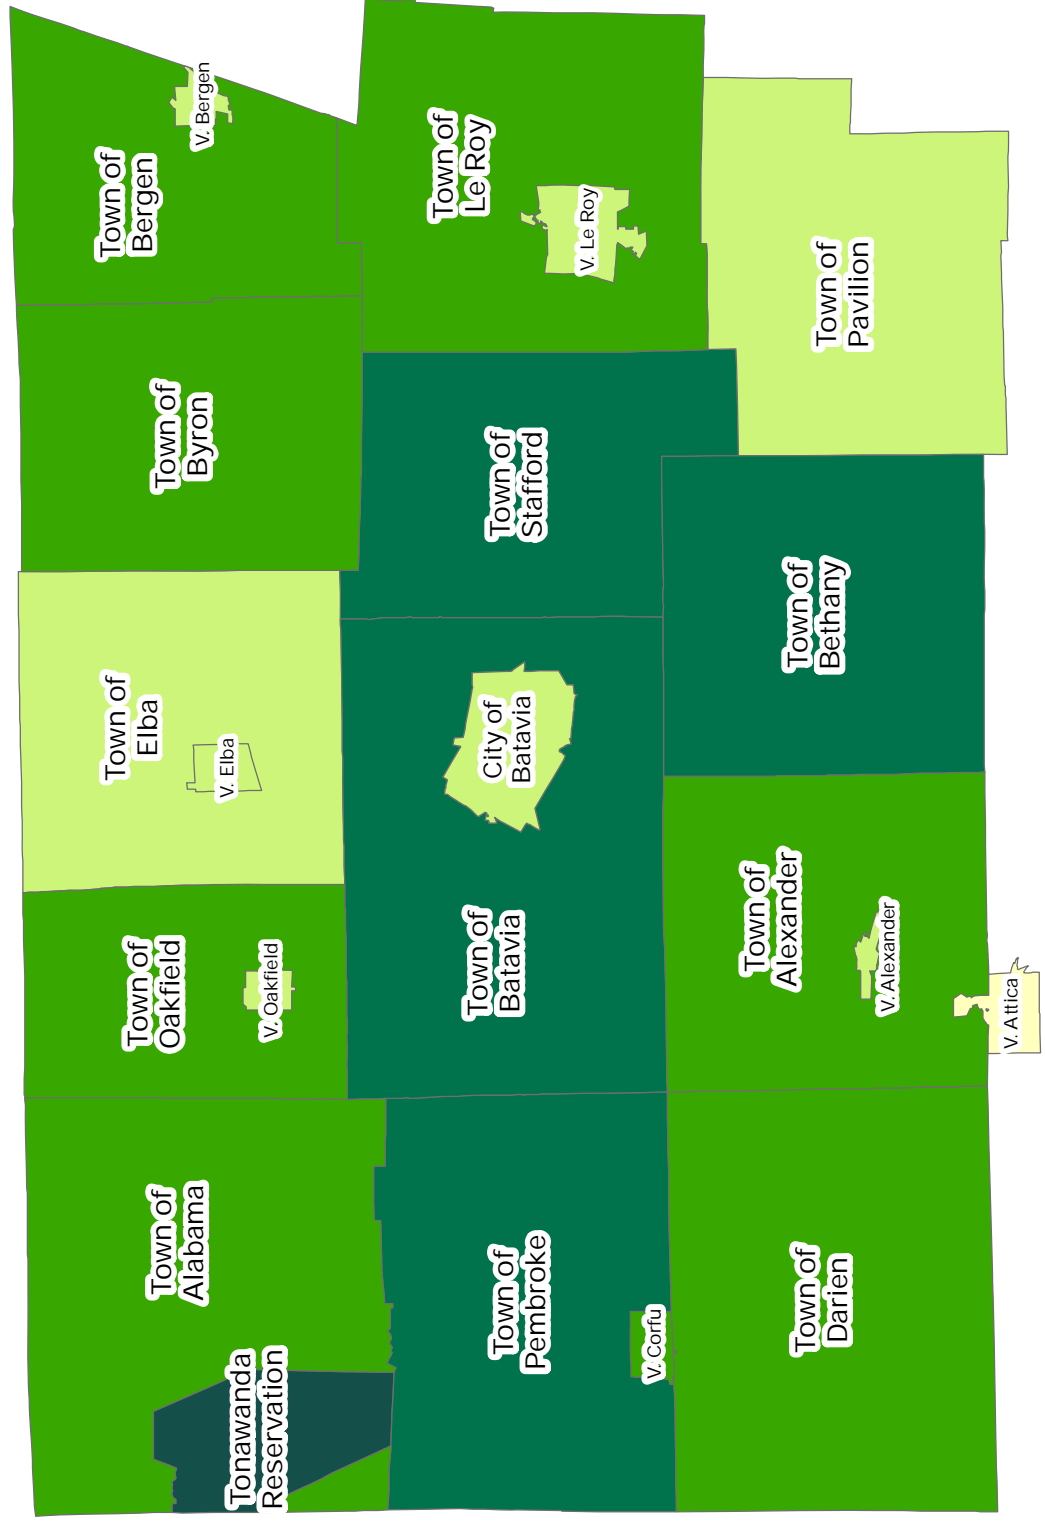 Town of
Alabama
Tonawanda
Reservation
Town of
Oakfield
V. Oakfield
Town of
Elba
V. Elba
Town of
Byron
Town of
Bergen
V. Bergen
Town of
Pembroke
V. Corfu
Town of
Batavia
City of
Batavia
Town of
Stafford
Town of
Le Roy
V. Le Roy
Town of
Darien
Town of
Alexander
V. Alexander
V. Attica
Town of
Bethany
Town of
Pavilion